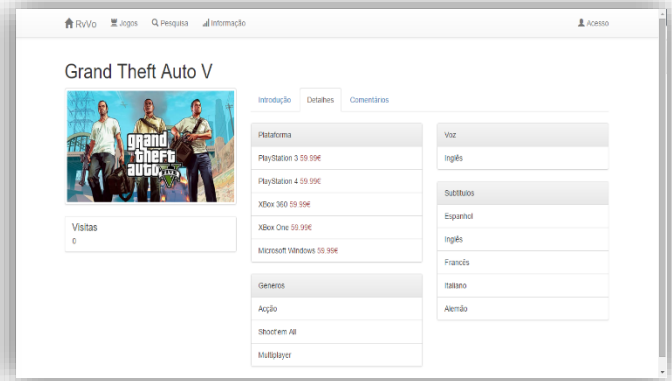 RvVo Jogos Pesquisa Informação Acesso
Grand Theft Auto V
grand
theft
auto V
Visitas
0
Introdução Detalhes Comentários
Plataforma
PlayStation 3 59.99€
PlayStation 4 59.99€
XBox 360 59.99€
XBox One 59.99€
Microsoft Windows 59.99€
Generos
Acção
Shoot'em All
Multiplayer
Voz
Inglês
Subtitulos
Espanhol
Inglês
Francês
Italiano
Alemão